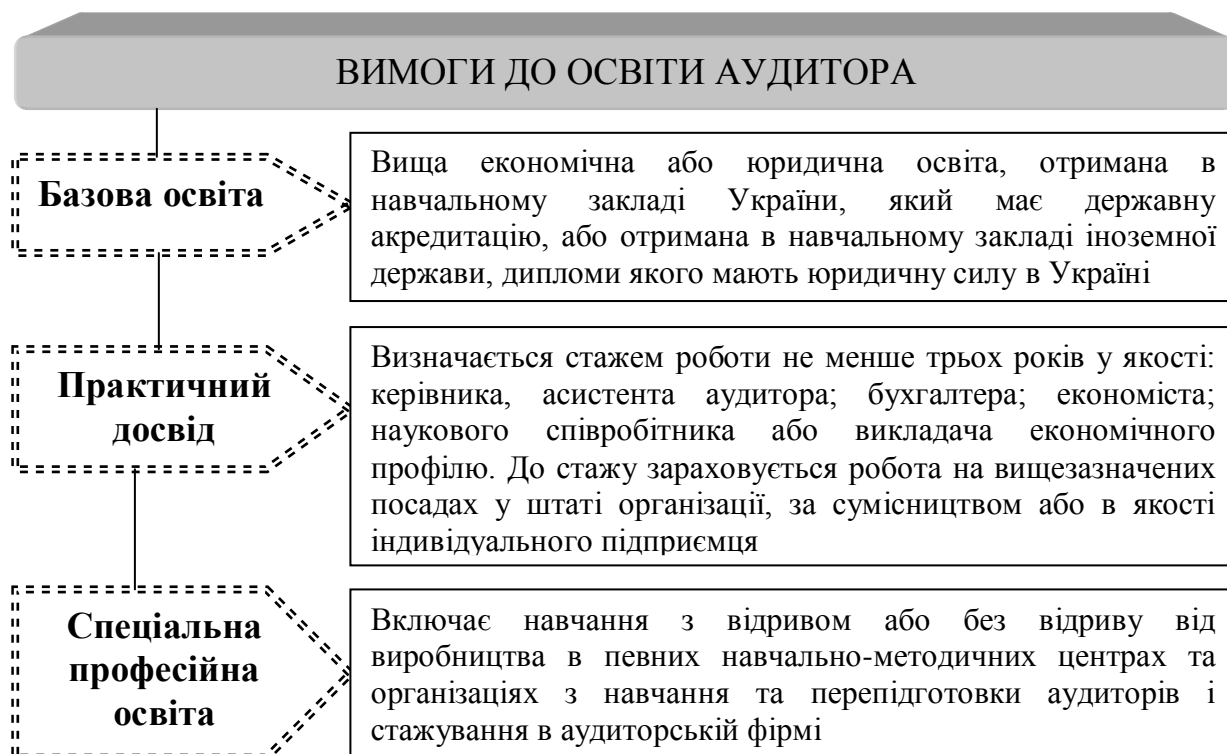 ВИМОГИ ДО ОСВІТИ АУДИТОРА
Базова освіта
Вища економічна або юридична освіта, отримана в
навчальному закладі України, який має державну
акредитацію, або отримана в навчальному закладі іноземної
держави, дипломи якого мають юридичну силу в Україні
Практичний
досвід
Визначається стажем роботи не менше трьох років у якості:
керівника, асистента аудитора; бухгалтера; економіста;
наукового співробітника або викладача економічного
профілю. До стажу зараховується робота на вищезазначених
посадах у штаті організації, за сумісництвом або в якості
індивідуального підприємця
Спеціальна
професійна
освіта
Включає навчання з відривом або без відриву від
виробництва в певних навчально-методичних центрах та
організаціях з навчання та перепідготовки аудиторів і
стажування в аудиторській фірмі